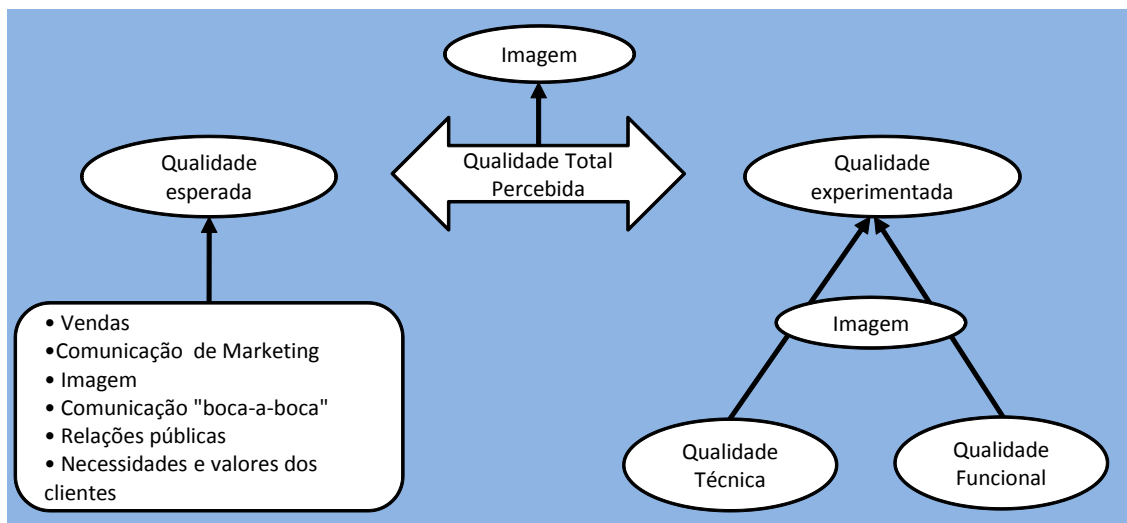 Imagem
Qualidade
esperada
Qualidade Total
Percebida
Qualidade
experimentada
• Vendas
•Comunicação de Marketing
• Imagem
• Comunicação "boca-a-boca"
• Relações públicas
• Necessidades e valores dos
clientes
Imagem
Qualidade
Técnica
Qualidade
Funcional